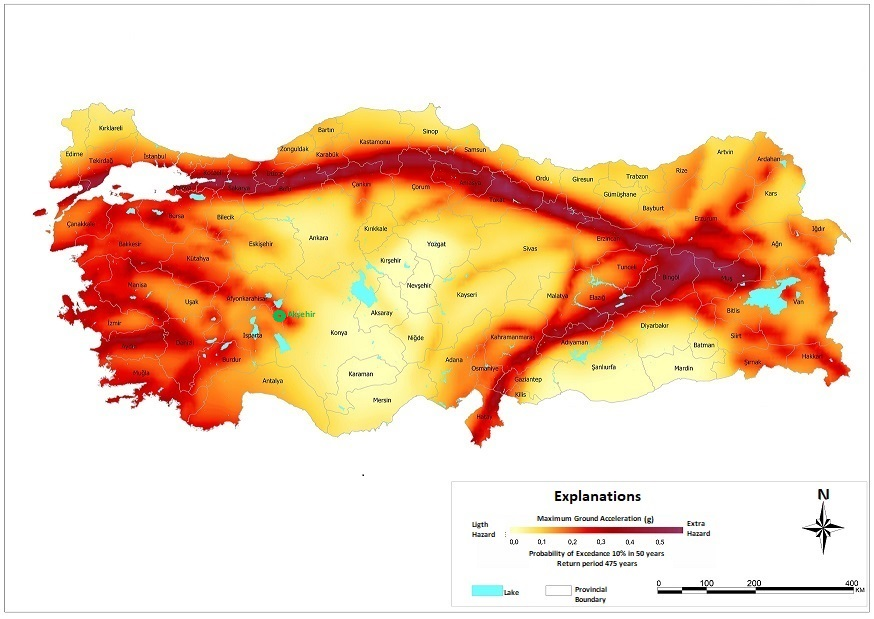 Kırklareli
Edirne
Tekirdağ
İstanbul
Zonguldak
Bartın
Karabük
Kastamonu
Sinop
Samsun
Çankırı
Çorum
Ordu
Giresun
Trabzon
Rize
Artvin
Ardahan
Gümüşhane
Bayburt
Kars
Iğdır
Erzurum
Erzincan
Ağrı
Çanakkale
Bursa
Bilecik
Balıkesir
Eskişehir
Ankara
Kırıkkale
Yozgat
Sivas
Tunceli
Bingöl
Muş
Kütahya
Kırşehir
Manisa
Uşak
Afyonkarahisar
Akşehir
Nevşehir
Kayseri
Malatya
Elazığ
Bitlis
Van
İzmir
Aksaray
Isparta
Konya
Niğde
Kahramanmaraş
Adıyaman
Diyarbakır
Batman
Siirt
Hakkari
Şırnak
Burdur
Muğla
Antalya
Karaman
Mersin
Adana
Osmaniye
Gaziantep
Kilis
Şanlıurfa
Mardin
Hatay
Explanations
Maximum Ground Acceleration (g)
Ligth
Hazard :
Extra
Hazard
0,0 0,1 0,2 0,3 0,4 0,5
Probability of Excedance 10% in 50 years
Return period 475 years
Lake
Provincial
Boundary
N
0 100 200 400
KM